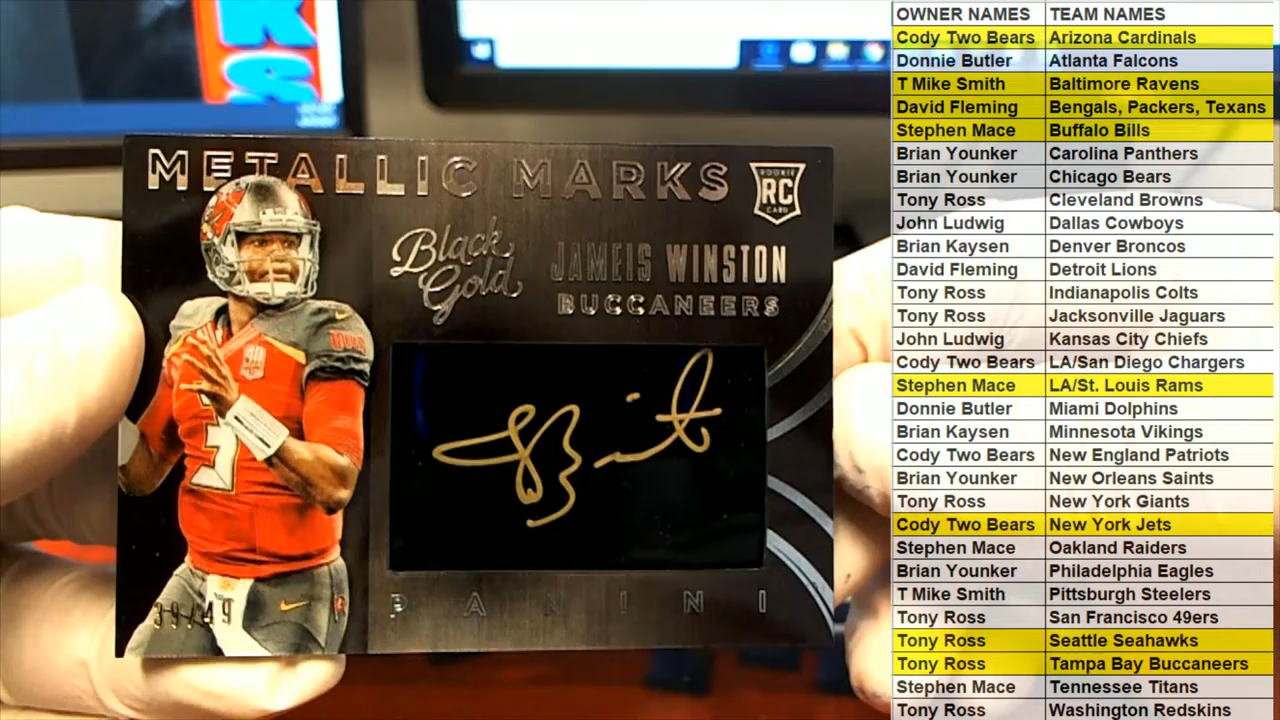 KS
METALLIC MARKS
ROOKIE
RC
CARD
Black
Gold
JAMEIS WINSTON
BUCCANEERS
3
39/49
PANINI
OWNER NAMES TEAM NAMES
Cody Two Bears Arizona Cardinals
Donnie Butler Atlanta Falcons
T Mike Smith Baltimore Ravens
David Fleming Bengals, Packers, Texans
Stephen Mace Buffalo Bills
Brian Younker Carolina Panthers
Brian Younker Chicago Bears
Tony Ross Cleveland Browns
John Ludwig Dallas Cowboys
Brian Kaysen Denver Broncos
David Fleming Detroit Lions
Tony Ross Indianapolis Colts
Tony Ross Jacksonville Jaguars
John Ludwig Kansas City Chiefs
Cody Two Bears LA/San Diego Chargers
Stephen Mace LA/St. Louis Rams
Donnie Butler Miami Dolphins
Brian Kaysen Minnesota Vikings
Cody Two Bears New England Patriots
Brian Younker New Orleans Saints
Tony Ross New York Giants
Cody Two Bears New York Jets
Stephen Mace Oakland Raiders
Brian Younker Philadelphia Eagles
T Mike Smith Pittsburgh Steelers
Tony Ross San Francisco 49ers
Tony Ross Seattle Seahawks
Tony Ross Tampa Bay Buccaneers
Stephen Mace Tennessee Titans
Tony Ross Washington Redskins